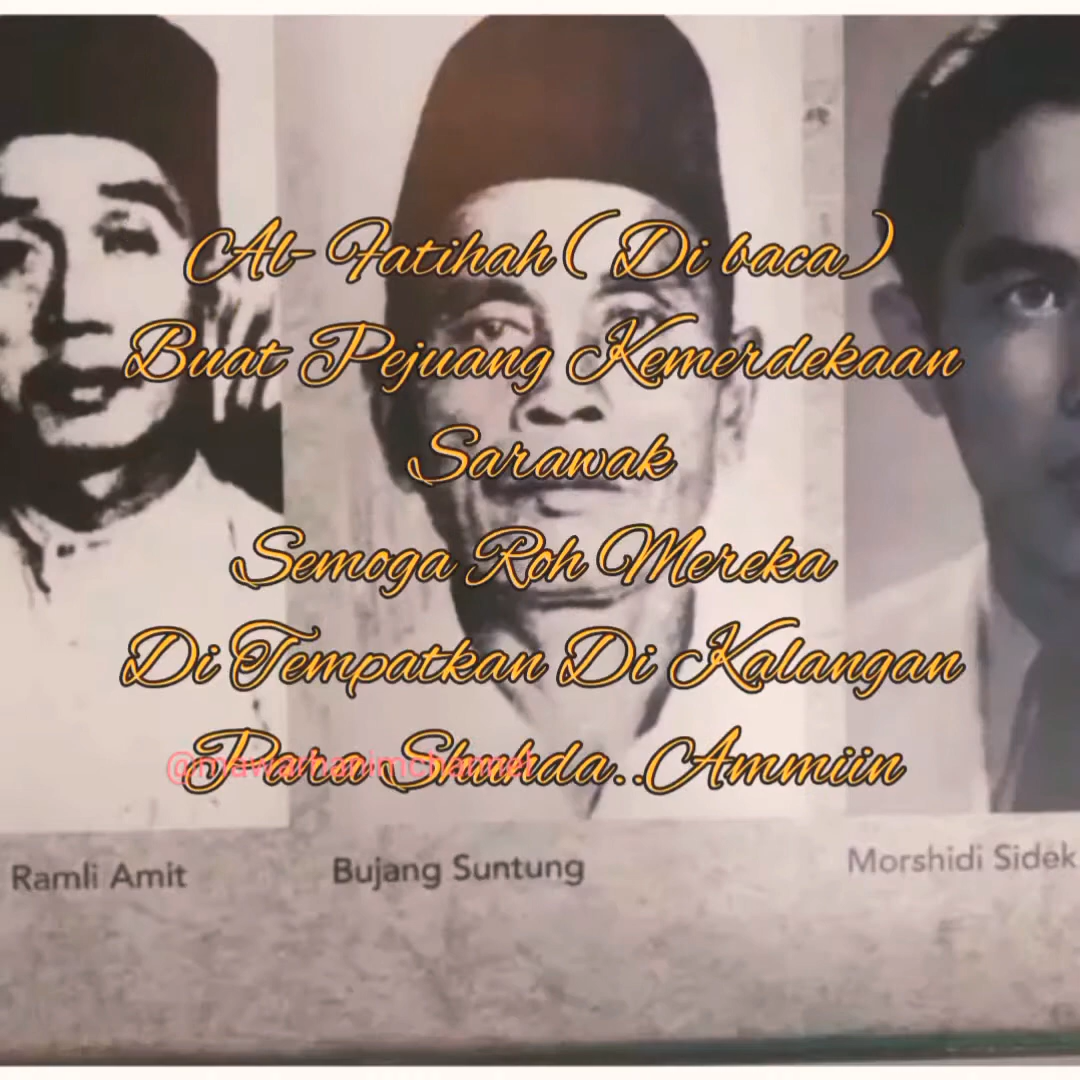 Al-Fatihah (Di baca)
Buat Pejuang Kemerdekaan
Sarawak
Semoga Roh Mereka
Di Tempatkan Di Kalangan
Para Shuhda..Ammiin
Ramli Amit
Bujang Suntung
Morshidi Sidek